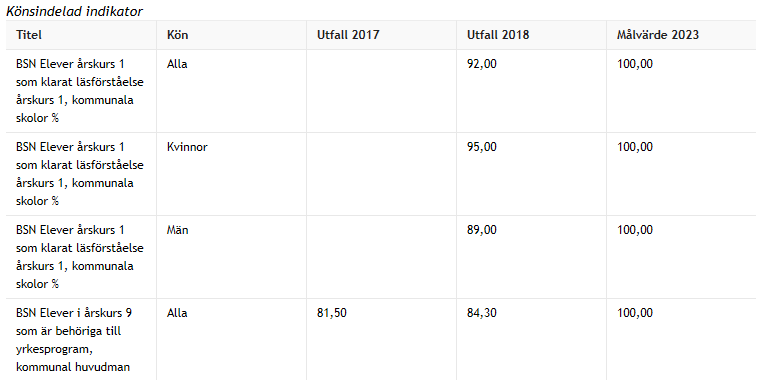 Könsindelad indikator
Titel Kön Utfall 2017 Utfall 2018 Målvärde 2023
BSN Elever årskurs 1 Alla 92,00 100,00
som klarat läsförståelse
årskurs 1, kommunala
skolor %
BSN Elever årskurs 1 Kvinnor 95,00 100,00
som klarat läsförståelse
årskurs 1, kommunala
skolor %
BSN Elever årskurs 1 Män 89,00 100,00
som klarat läsförståelse
årskurs 1, kommunala
skolor %
BSN Elever i årskurs 9 Alla 81,50 84,30 100,00
som är behöriga till
yrkesprogram,
kommunal huvudman